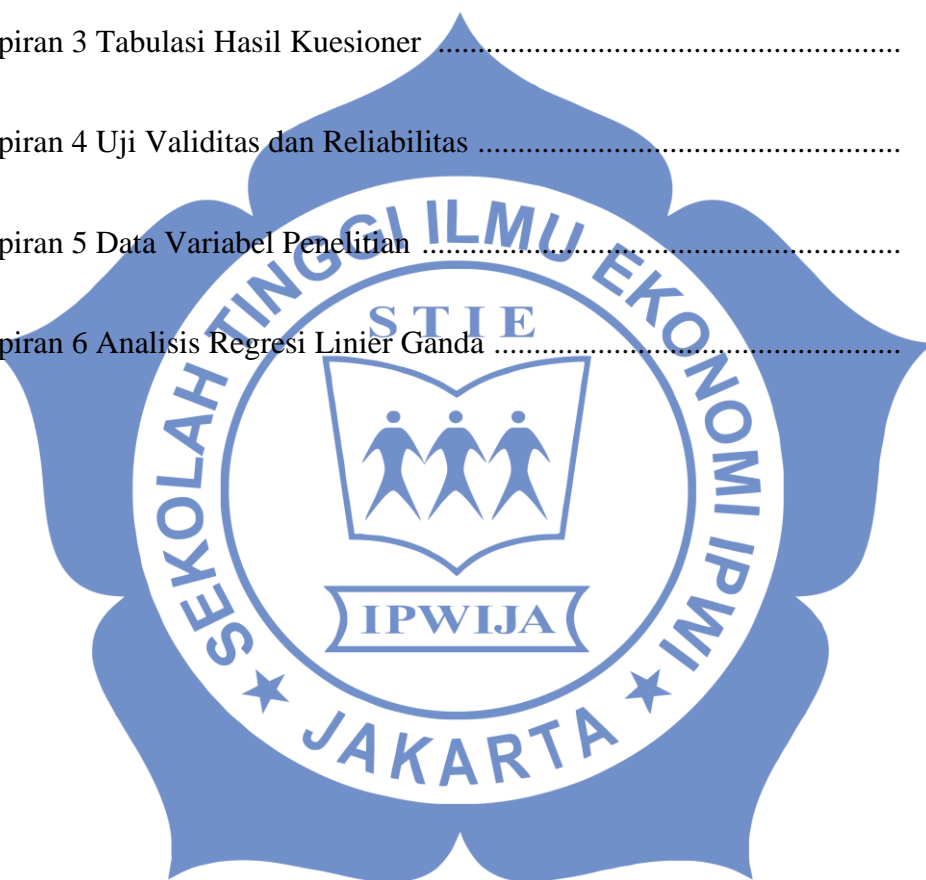 piran 3 Tabulasi Hasil Kuesioner ............................................................
piran 4 Uji Validitas dan Reliabilitas .......................................................
piran 5 Data Variabel Penelitian ..............................................................
piran 6 Analisis Regresi Linier Ganda .....................................................
SEKOLAH TINGGI ILMU EKONOMI IPWI
STIE
IPWIJA
★ JAKARTA ★